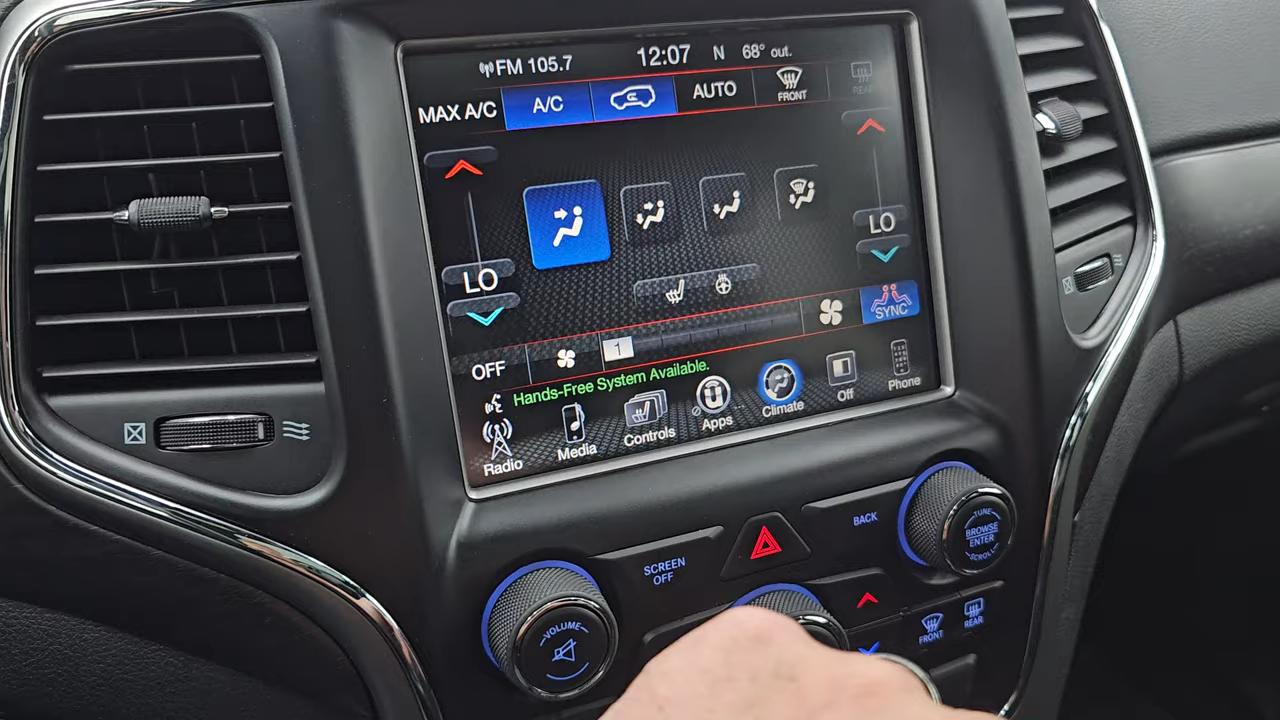 FM 105.7 12:07 N 68° out.
MAX A/C A/C AUTO FRONT REAR
LO LO
SYNC
OFF 1
Hands-Free System Available.
Radio Media Controls Apps Climate Off Phone
BACK
TUNE
BROWSE
ENTER
SCROLL
SCREEN
OFF
VOLUME
FRONT REAR